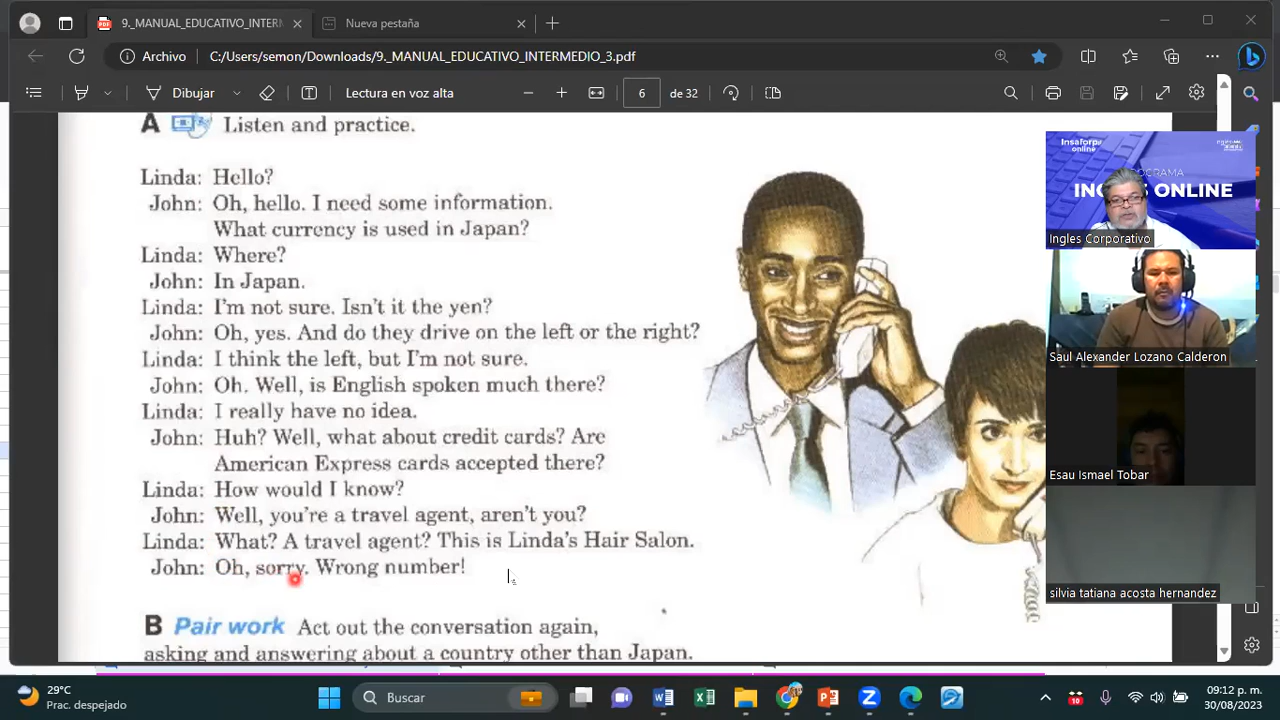 9._MANUAL_EDUCATIVO_INTERM
Nueva pestaña
Archivo
C:/Users/semon/Downloads/9._MANUAL_EDUCATIVO_INTERMEDIO_3.pdf
Dibujar
Lectura en voz alta
6
de 32
A Listen and practice.
Linda: Hello?
John: Oh, hello. I need some information.
What currency is used in Japan?
Linda: Where?
John: In Japan.
Linda: I'm not sure. Isn't it the yen?
John: Oh, yes. And do they drive on the left or the right?
Linda: I think the left, but I'm not sure.
John: Oh. Well, is English spoken much there?
Linda: I really have no idea.
John: Huh? Well, what about credit cards? Are
American Express cards accepted there?
Linda: How would I know?
John: Well, you're a travel agent, aren't you?
Linda: What? A travel agent? This is Linda's Hair Salon.
John: Oh, sorry. Wrong number!
B Pair work Act out the conversation again,
asking and answering about a country other than Japan.
Insaforp
online
Ingles Corporativo
Saul Alexander Lozano Calderon
Esau Ismael Tobar
silvia tatiana acosta hernandez
29°C
Prac. despejado
Buscar
10
09:12 p. m.
30/08/2023